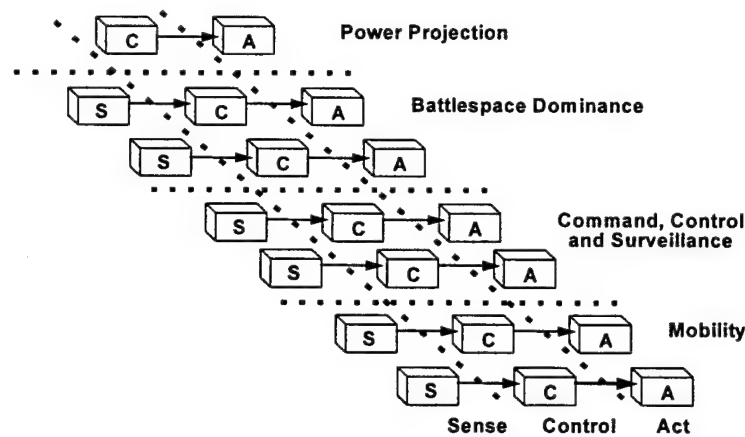 C A Power Projection
S C A Battlespace Dominance
S C A
S C A Command, Control
and Surveillance
S C A
S C A Mobility
S C A
Sense Control Act